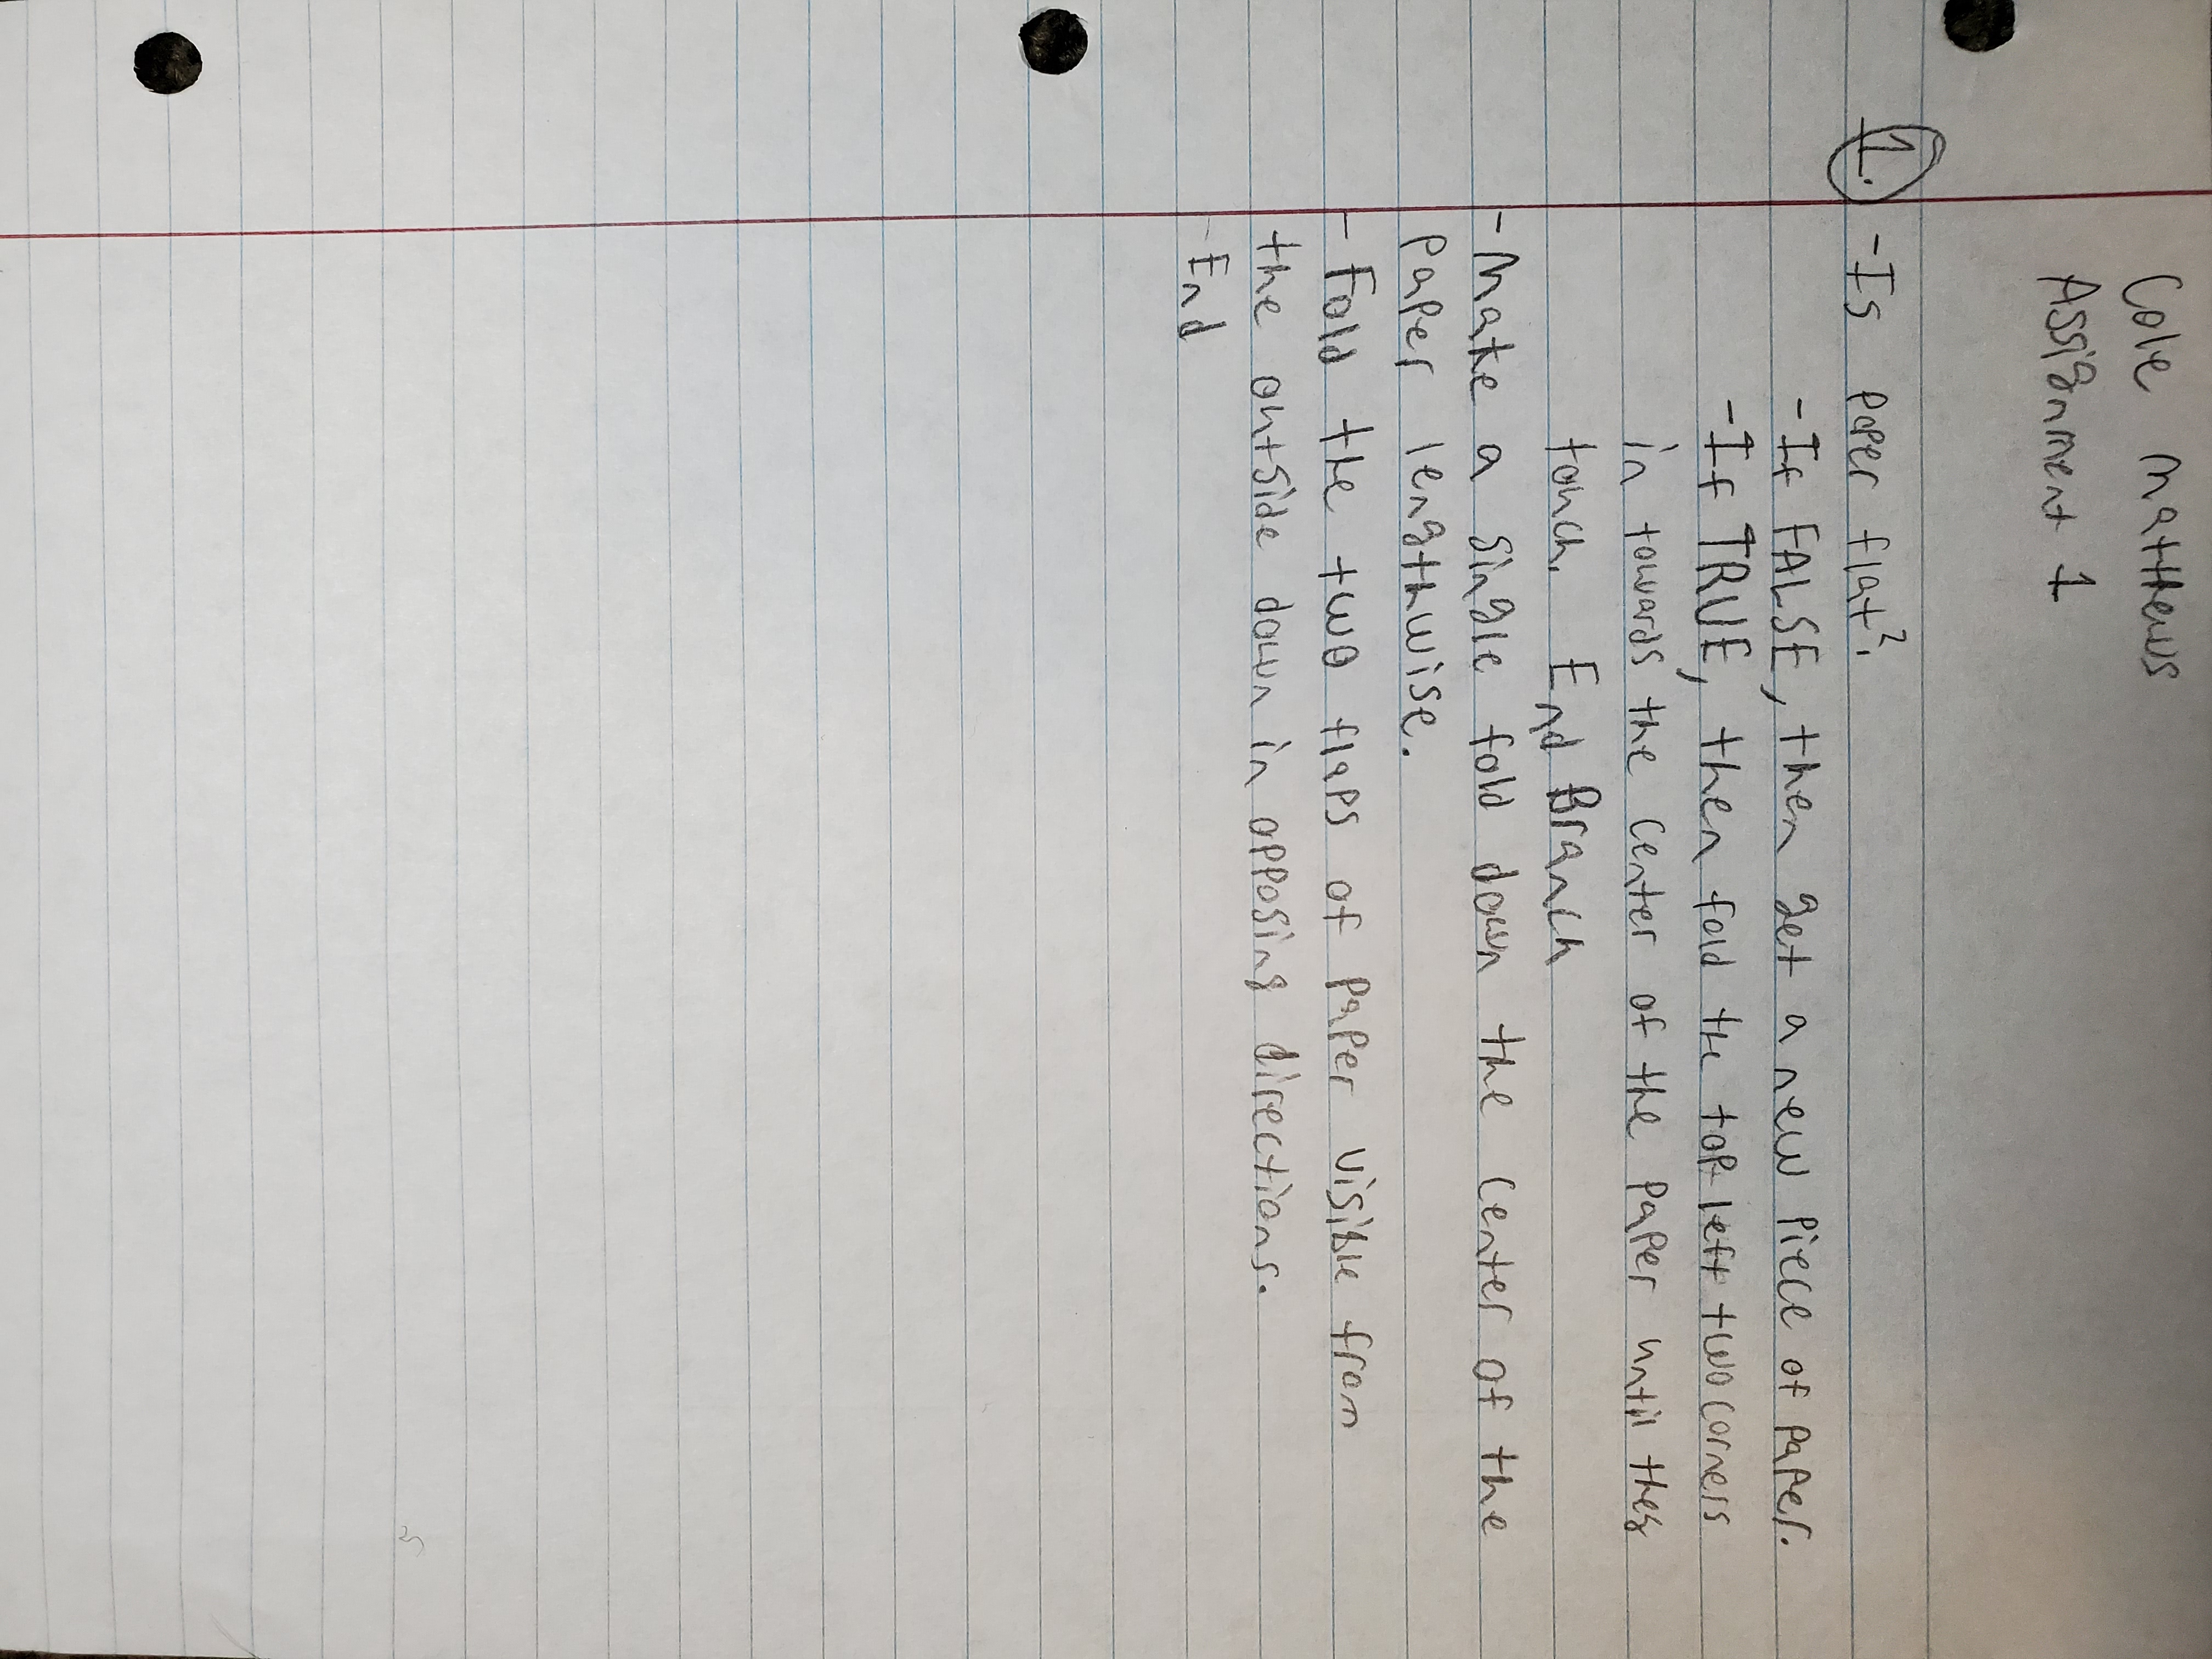 Cole Matthews
Assignment 1
1.
- Is paper flat?
- If FALSE, then get a new piece of paper.
- If TRUE, then fold the top left two corners
in towards the center of the paper until they
touch. End Branch
- Make a single fold down the center of the
paper lengthwise.
- Fold the two flaps of paper visible from
the outside down in opposing directions.
- End